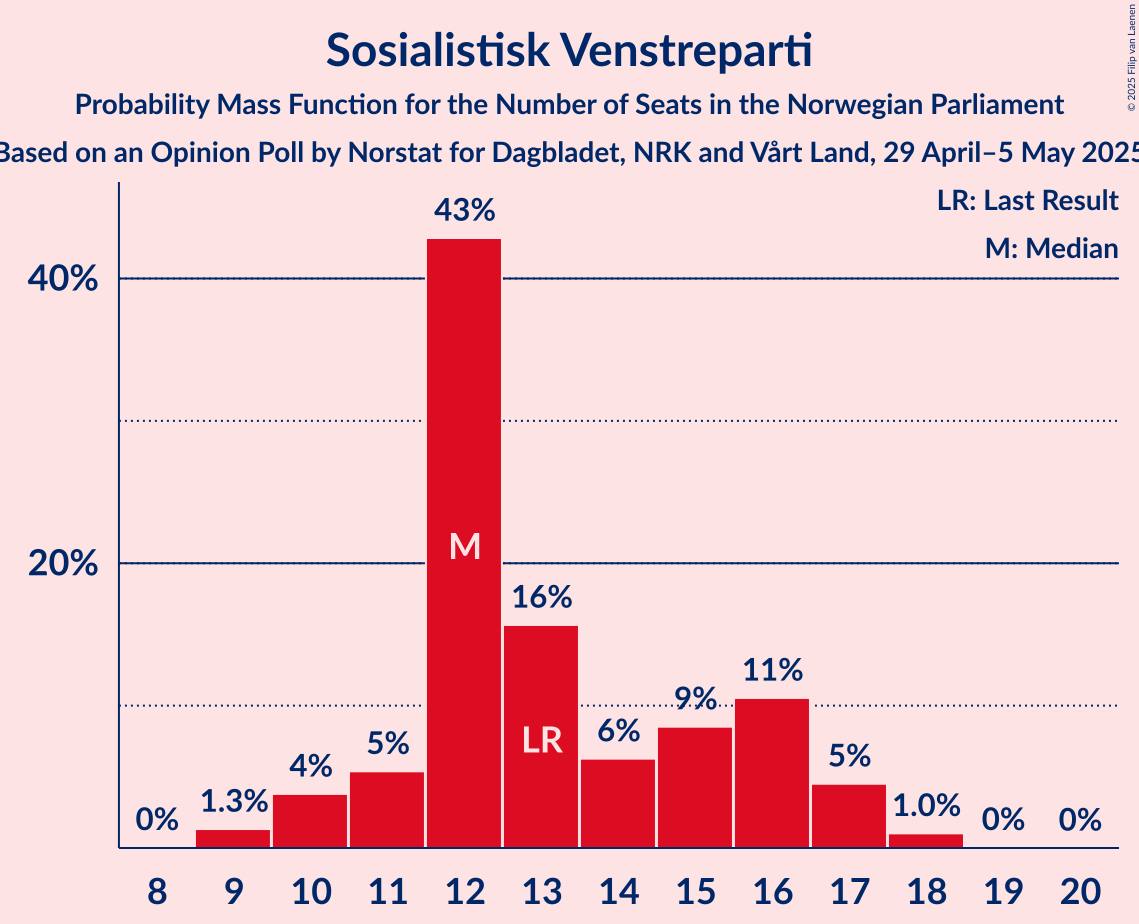 Sosialistisk Venstreparti
Probability Mass Function for the Number of Seats in the Norwegian Parliament
Based on an Opinion Poll by Norstat for Dagbladet, NRK and Vårt Land, 29 April–5 May 2025
© 2025 Filip van Laenen
LR: Last Result
M: Median
40%
20%
0%
1.3%
4%
5%
43%
M
16%
LR
6%
9%
11%
5%
1.0%
0%
0%
8 9 10 11 12 13 14 15 16 17 18 19 20